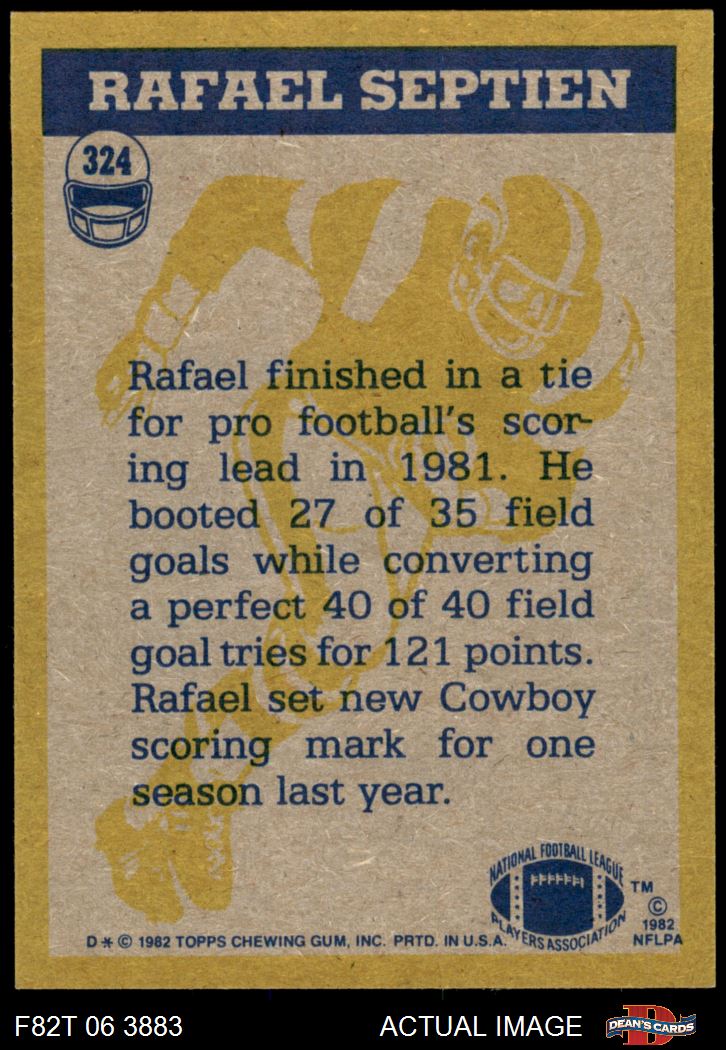 RAFAEL SEPTIEN
324
Rafael finished in a tie
for pro football's scor-
ing lead in 1981. He
booted 27 of 35 field
goals while converting
a perfect 40 of 40 field
goal tries for 121 points.
Rafael set new Cowboy
scoring mark for one
season last year.
NATIONAL FOOTBALL LEAGUE
PLAYERS ASSOCIATION
TM
©
1982
NFLPA
D * © 1982 TOPPS CHEWING GUM, INC. PRTD. IN U.S.A.
F82T 06 3883
ACTUAL IMAGE
D
DEAN'S CARDS